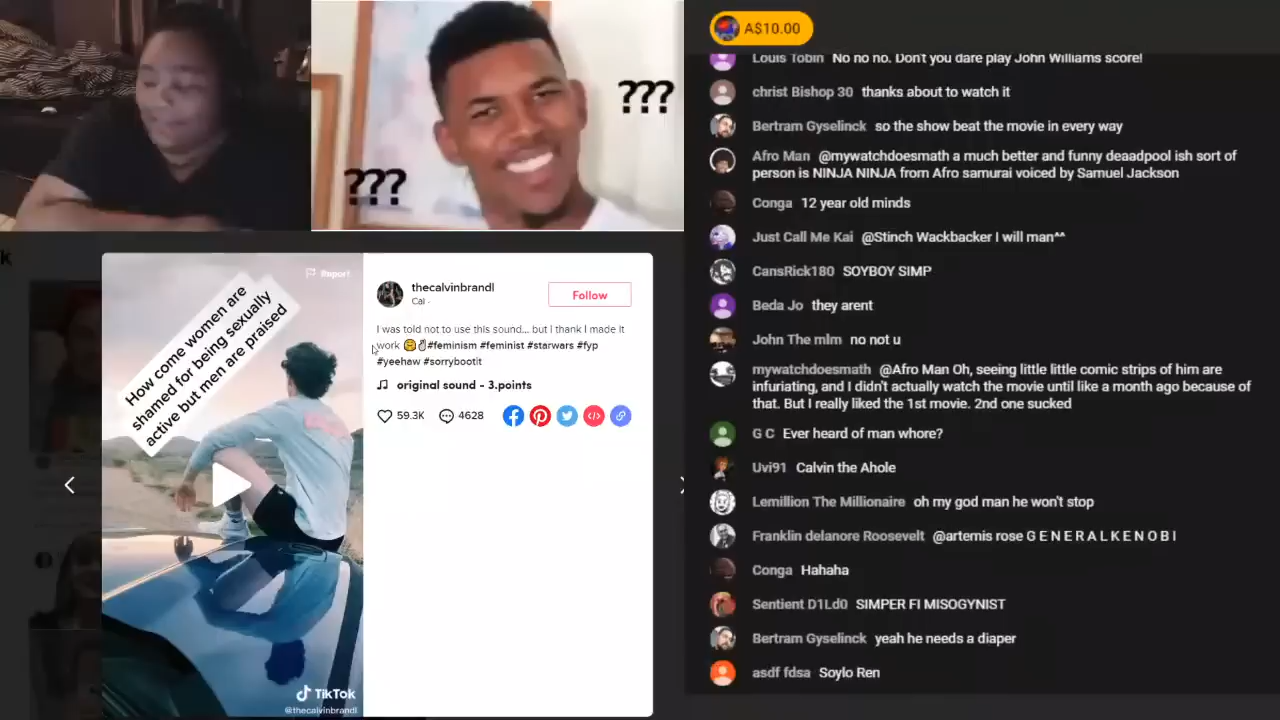 ???
???
k
Report
How come women are
shamed for being sexually
active but men are praised
TikTok
@thecalvinbrandl
thecalvinbrandl
Cal ·
Follow
I was told not to use this sound... but I thank I made it
work 🤗✌#feminism #feminist #starwars #fyp
#yeehaw #sorrybootit
original sound - 3.points
59.3K
4628
A$10.00
Louis Tobin No no no. Don't you dare play John Williams score!
christ Bishop 30 thanks about to watch it
Bertram Gyselinck so the show beat the movie in every way
Afro Man @mywatchdoesmath a much better and funny deaadpool ish sort of
person is NINJA NINJA from Afro samurai voiced by Samuel Jackson
Conga 12 year old minds
Just Call Me Kai @Stinch Wackbacker I will man^^
CansRick180 SOYBOY SIMP
Beda Jo they arent
John The mlm no not u
mywatchdoesmath @Afro Man Oh, seeing little little comic strips of him are
infuriating, and I didn't actually watch the movie until like a month ago because of
that. But I really liked the 1st movie. 2nd one sucked
G C Ever heard of man whore?
Uvi91 Calvin the Ahole
Lemillion The Millionaire oh my god man he won't stop
Franklin delanore Roosevelt @artemis rose G E N E R A L K E N O B I
Conga Hahaha
Sentient D1Ld0 SIMPER FI MISOGYNIST
Bertram Gyselinck yeah he needs a diaper
asdf fdsa Soylo Ren